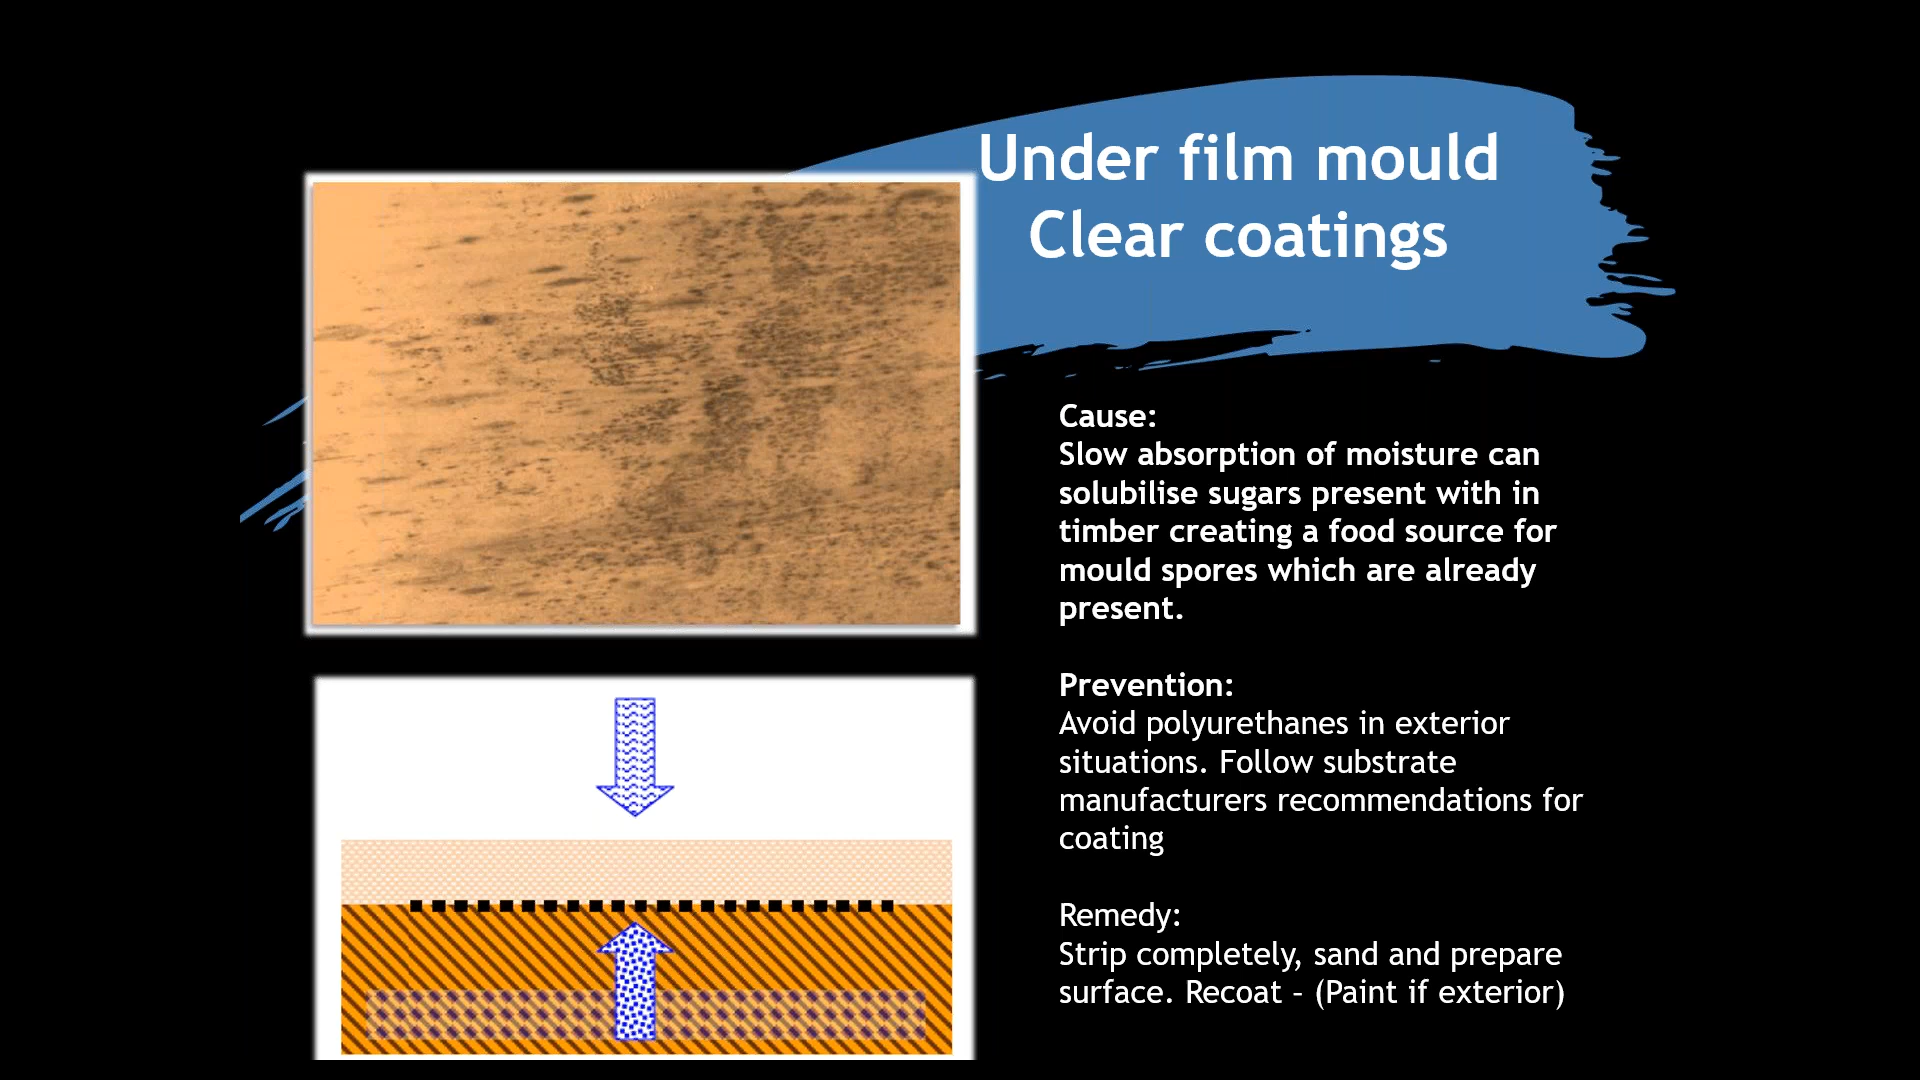 Under film mould
Clear coatings
Cause:
Slow absorption of moisture can
solubilise sugars present with in
timber creating a food source for
mould spores which are already
present.
Prevention:
Avoid polyurethanes in exterior
situations. Follow substrate
manufacturers recommendations for
coating
Remedy:
Strip completely, sand and prepare
surface. Recoat – (Paint if exterior)